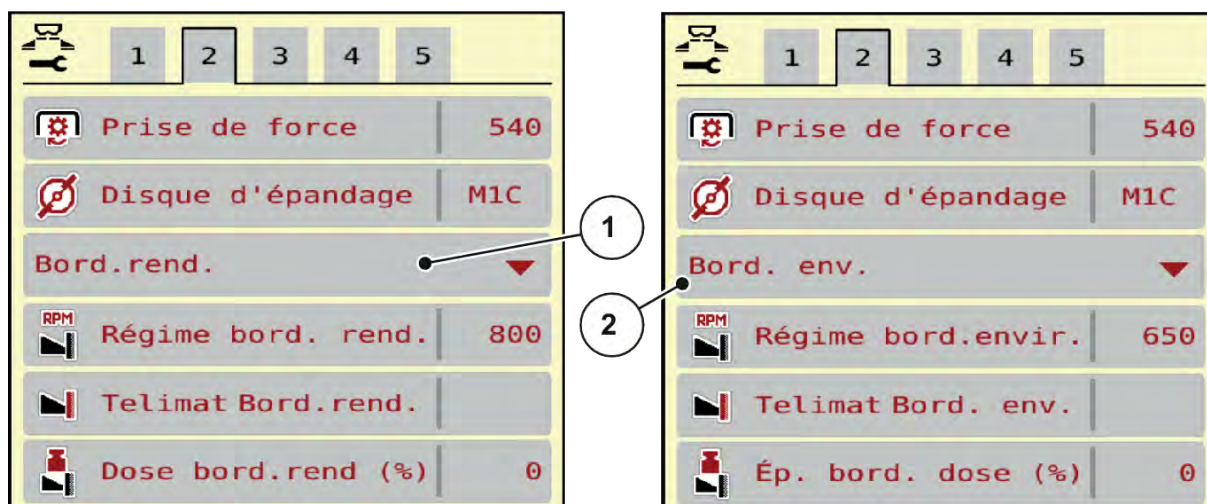 1 2 3 4 5
Prise de force 540
Disque d'épandage M1C
Bord.rend.
RPM
Régime bord. rend. 800
Telimat Bord.rend.
Dose bord.rend (%) 0
1
2
1 2 3 4 5
Prise de force 540
Disque d'épandage M1C
Bord. env.
RPM
Régime bord.envir. 650
Telimat Bord. env.
Ép. bord. dose (%) 0